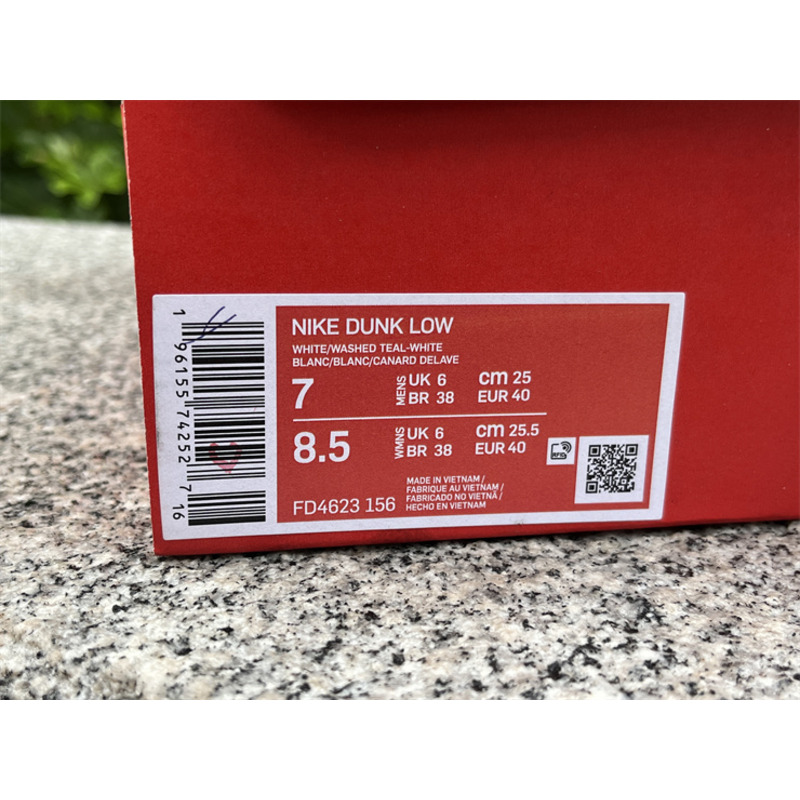 NIKE DUNK LOW
WHITE/WASHED TEAL-WHITE
BLANC/BLANC/CANARD DELAVE
7 MENS UK 6 cm 25
BR 38 EUR 40
8.5 WMNS UK 6 cm 25.5
BR 38 EUR 40
RFID
FD4623 156
MADE IN VIETNAM /
FABRIQUE AU VIETNAM /
FABRICADO NO VIETNÃ /
HECHO EN VIETNAM
1 96155 74252 7 16